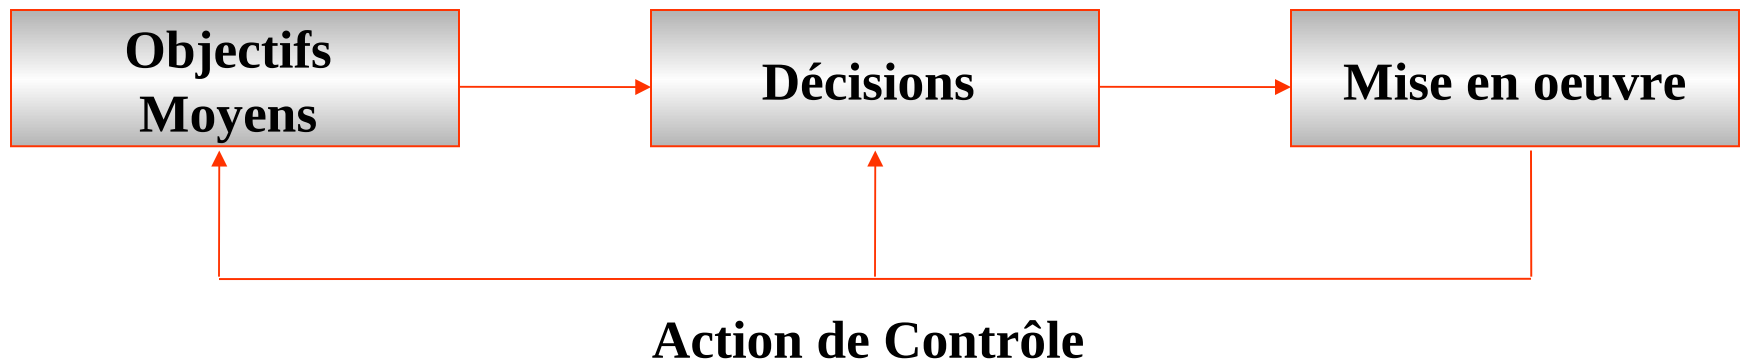 Objectifs
Moyens
Décisions
Mise en oeuvre
Action de Contrôle